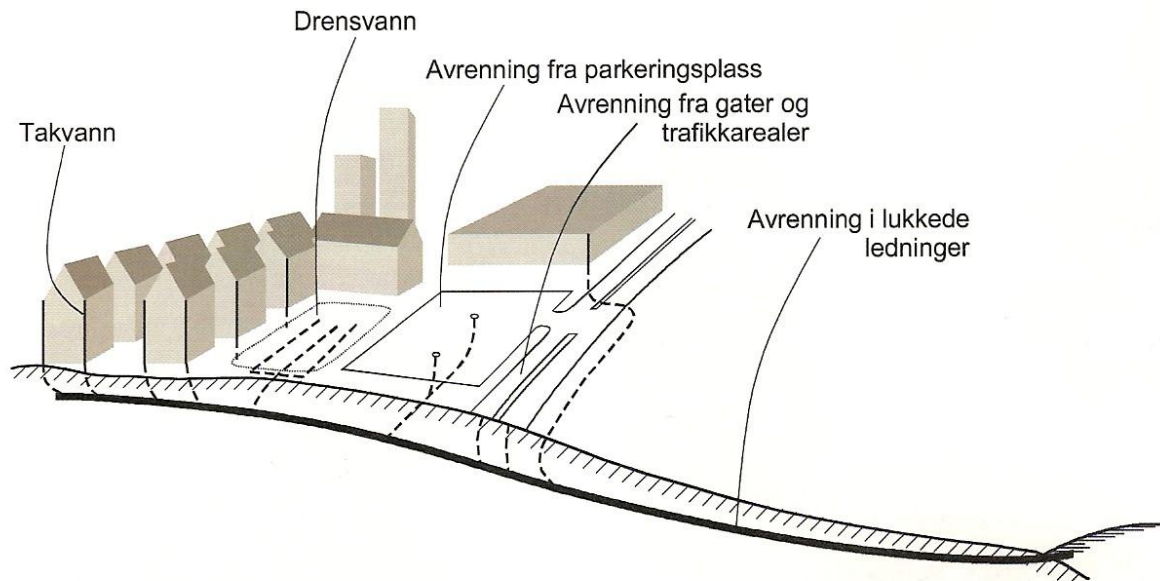 Drensvann
Avrenning fra parkeringsplass
Avrenning fra gater og
trafikkarealer
Takvann
Avrenning i lukkede
ledninger